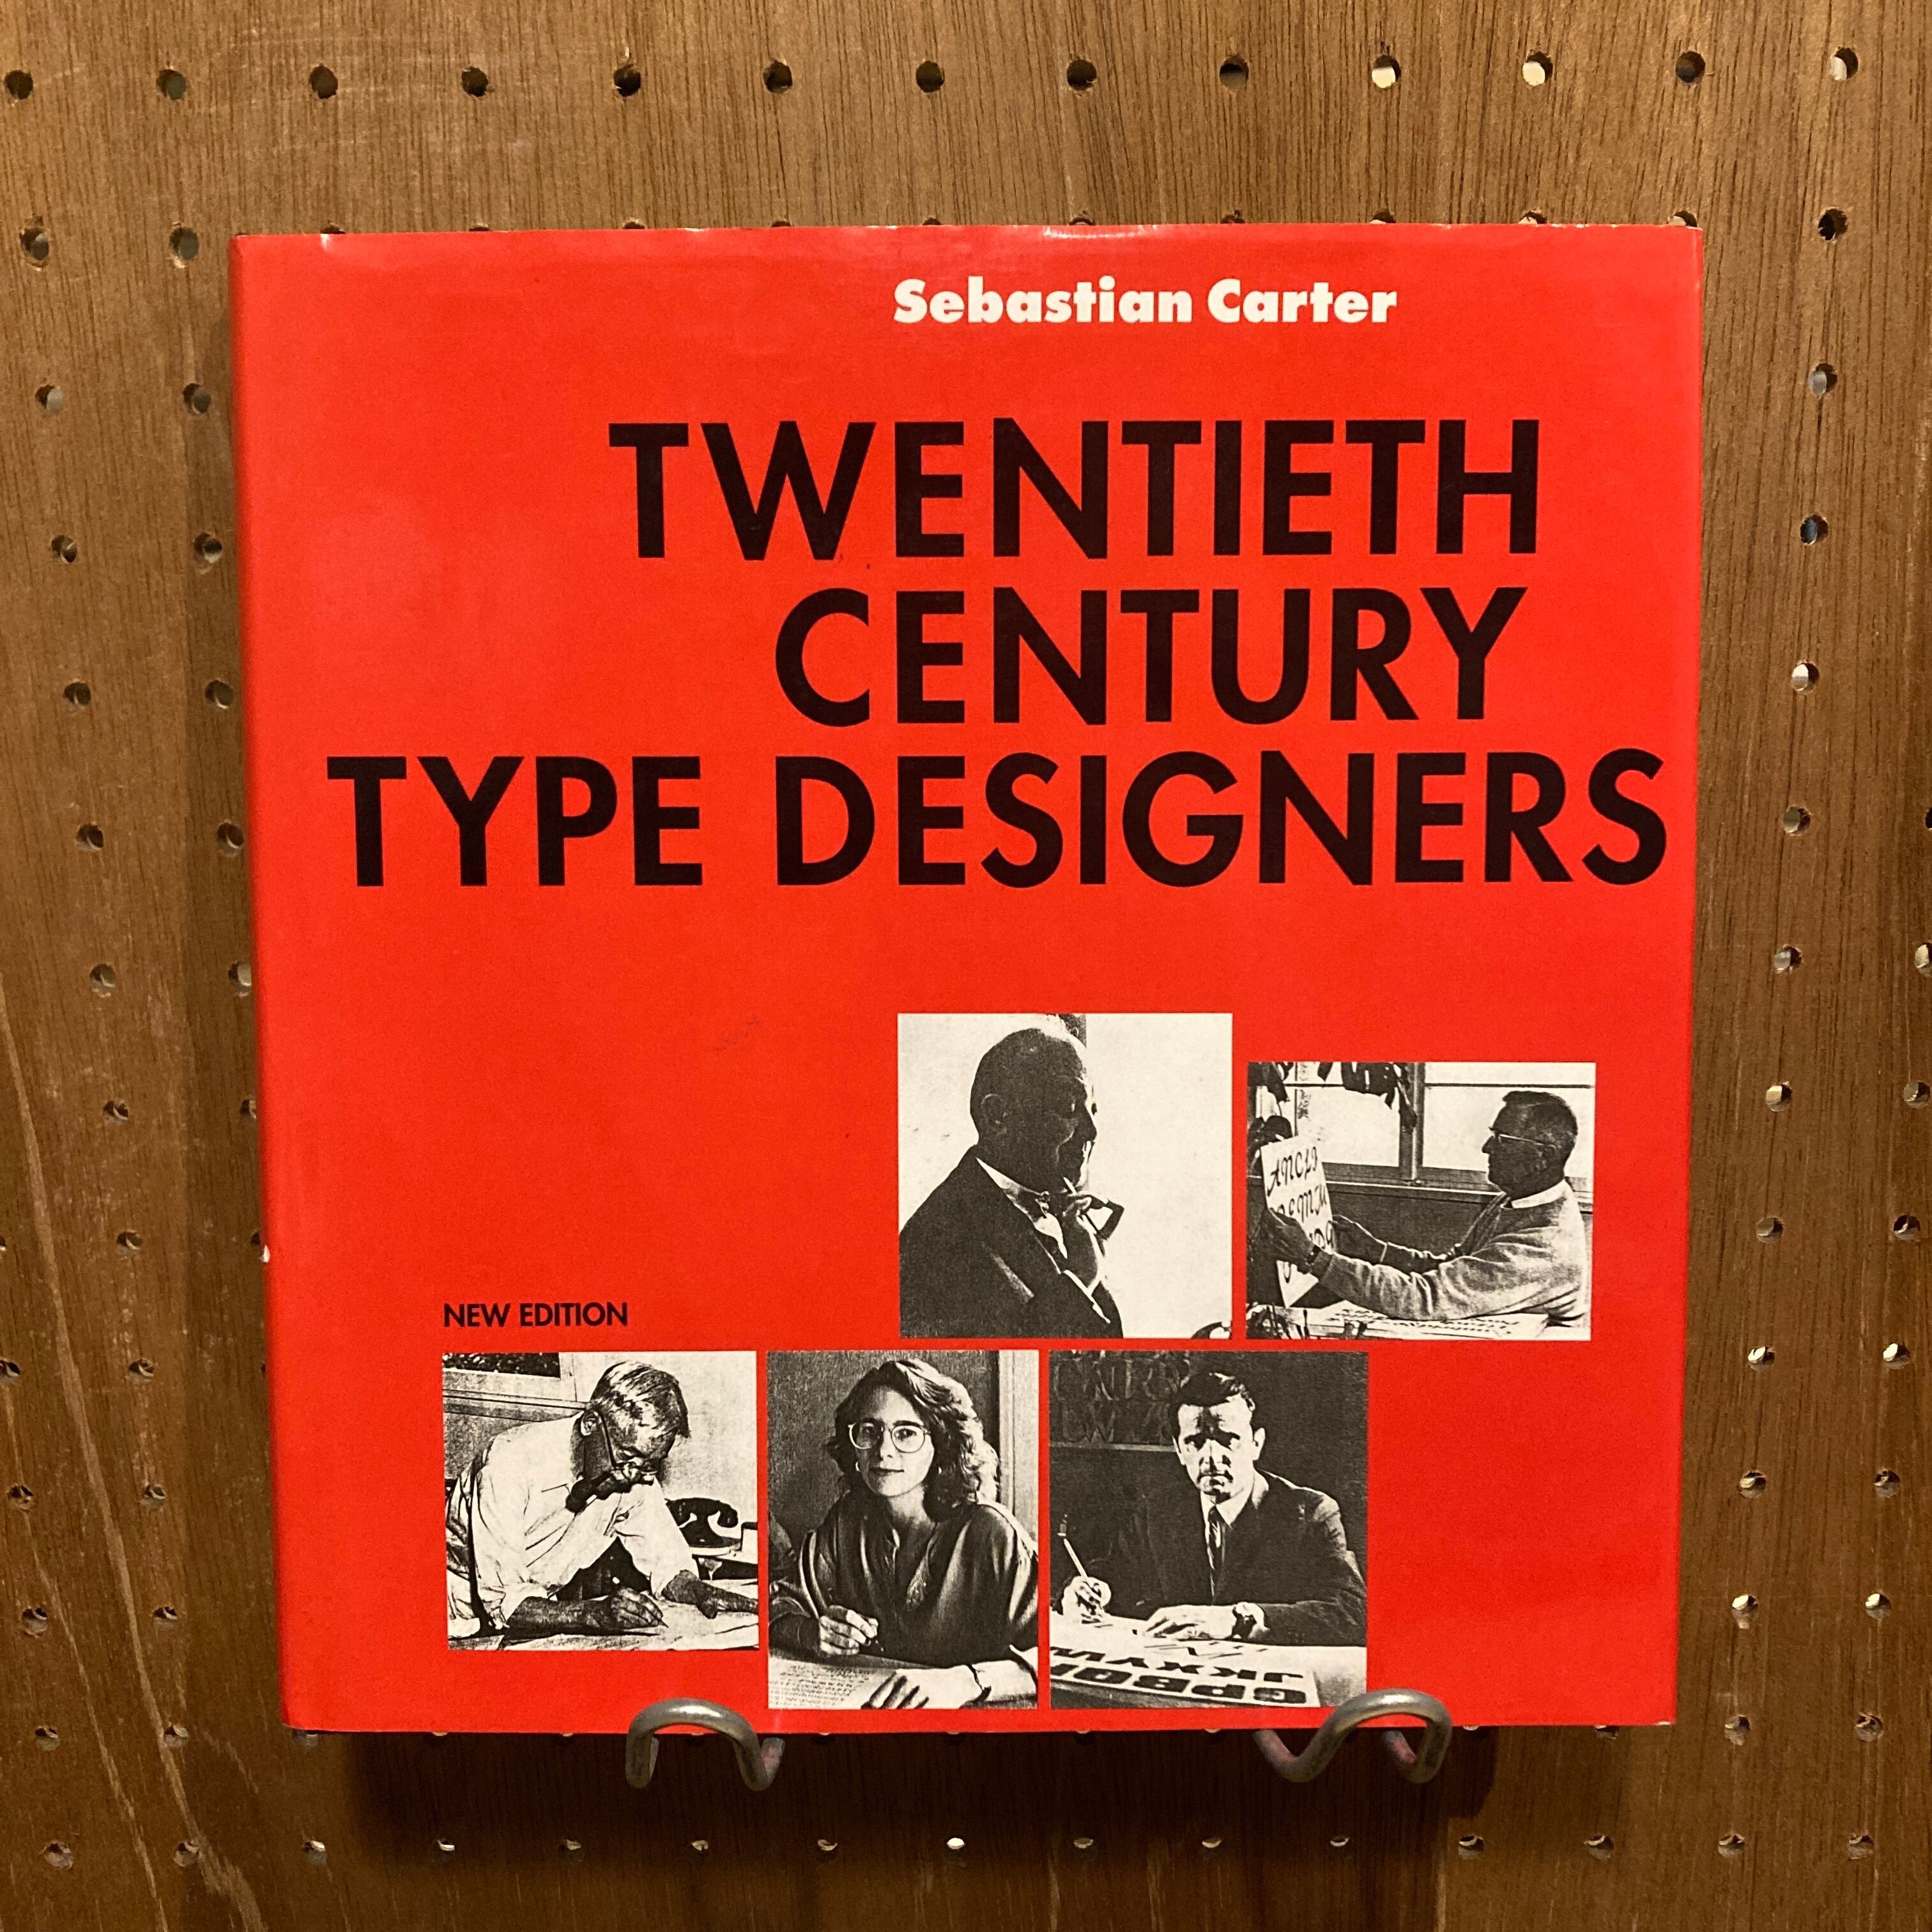 Sebastian Carter
TWENTIETH
CENTURY
TYPE DESIGNERS
NEW EDITION